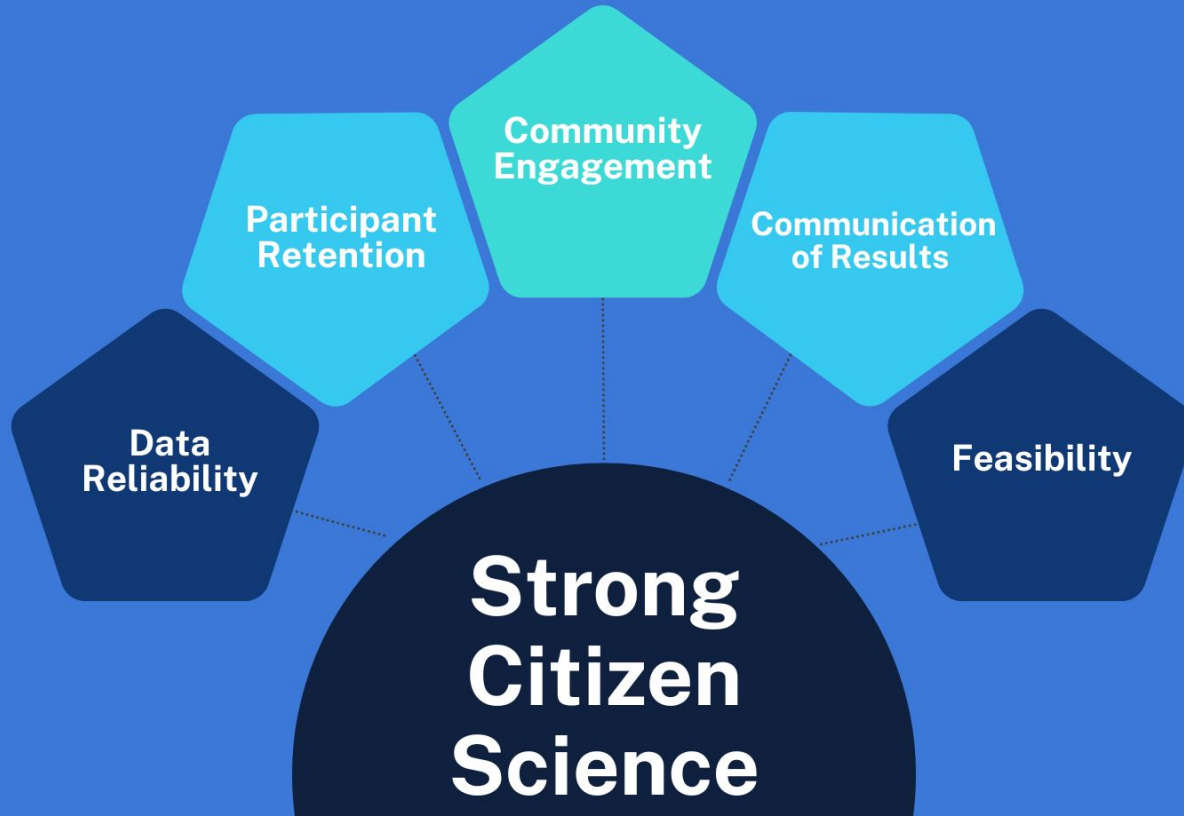 Community
Engagement
Participant
Retention
Communication
of Results
Data
Reliability
Feasibility
Strong
Citizen
Science